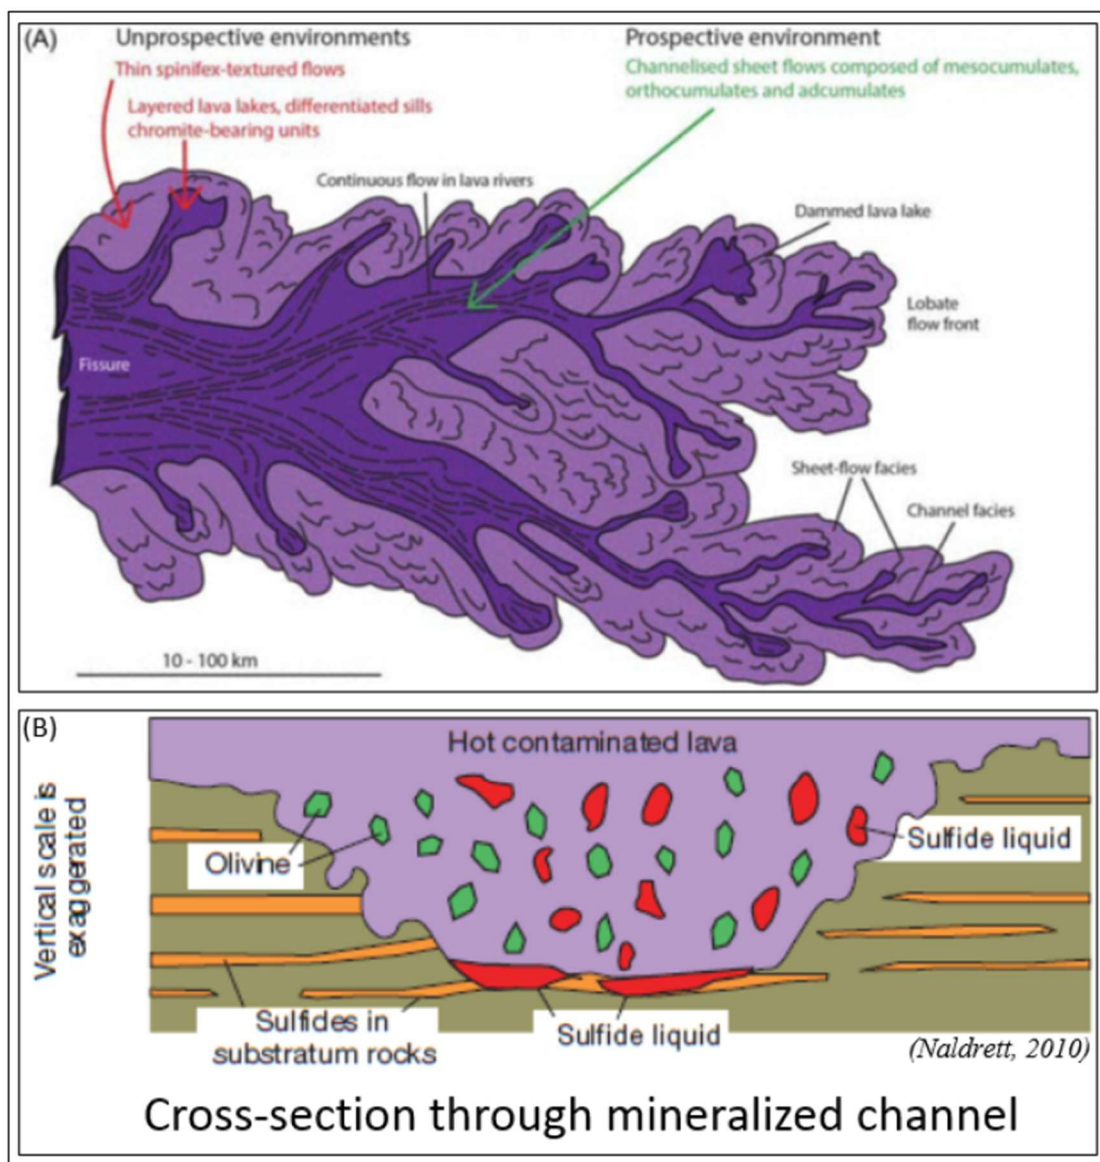 (A)
Unprospective environments
Thin spinifex-textured flows
Layered lava lakes, differentiated sills
chromite-bearing units
Prospective environment
Channelised sheet flows composed of mesocumulates,
orthocumulates and adcumulates
Continuous flow in lava rivers
Dammed lava lake
Lobate
flow front
Fissure
Sheet-flow facies
Channel facies
10 - 100 km
(B)
Hot contaminated lava
Vertical scale is
exaggerated
Olivine
Sulfide liquid
Sulfides in
substratum rocks
Sulfide liquid
(Naldrett, 2010)
Cross-section through mineralized channel